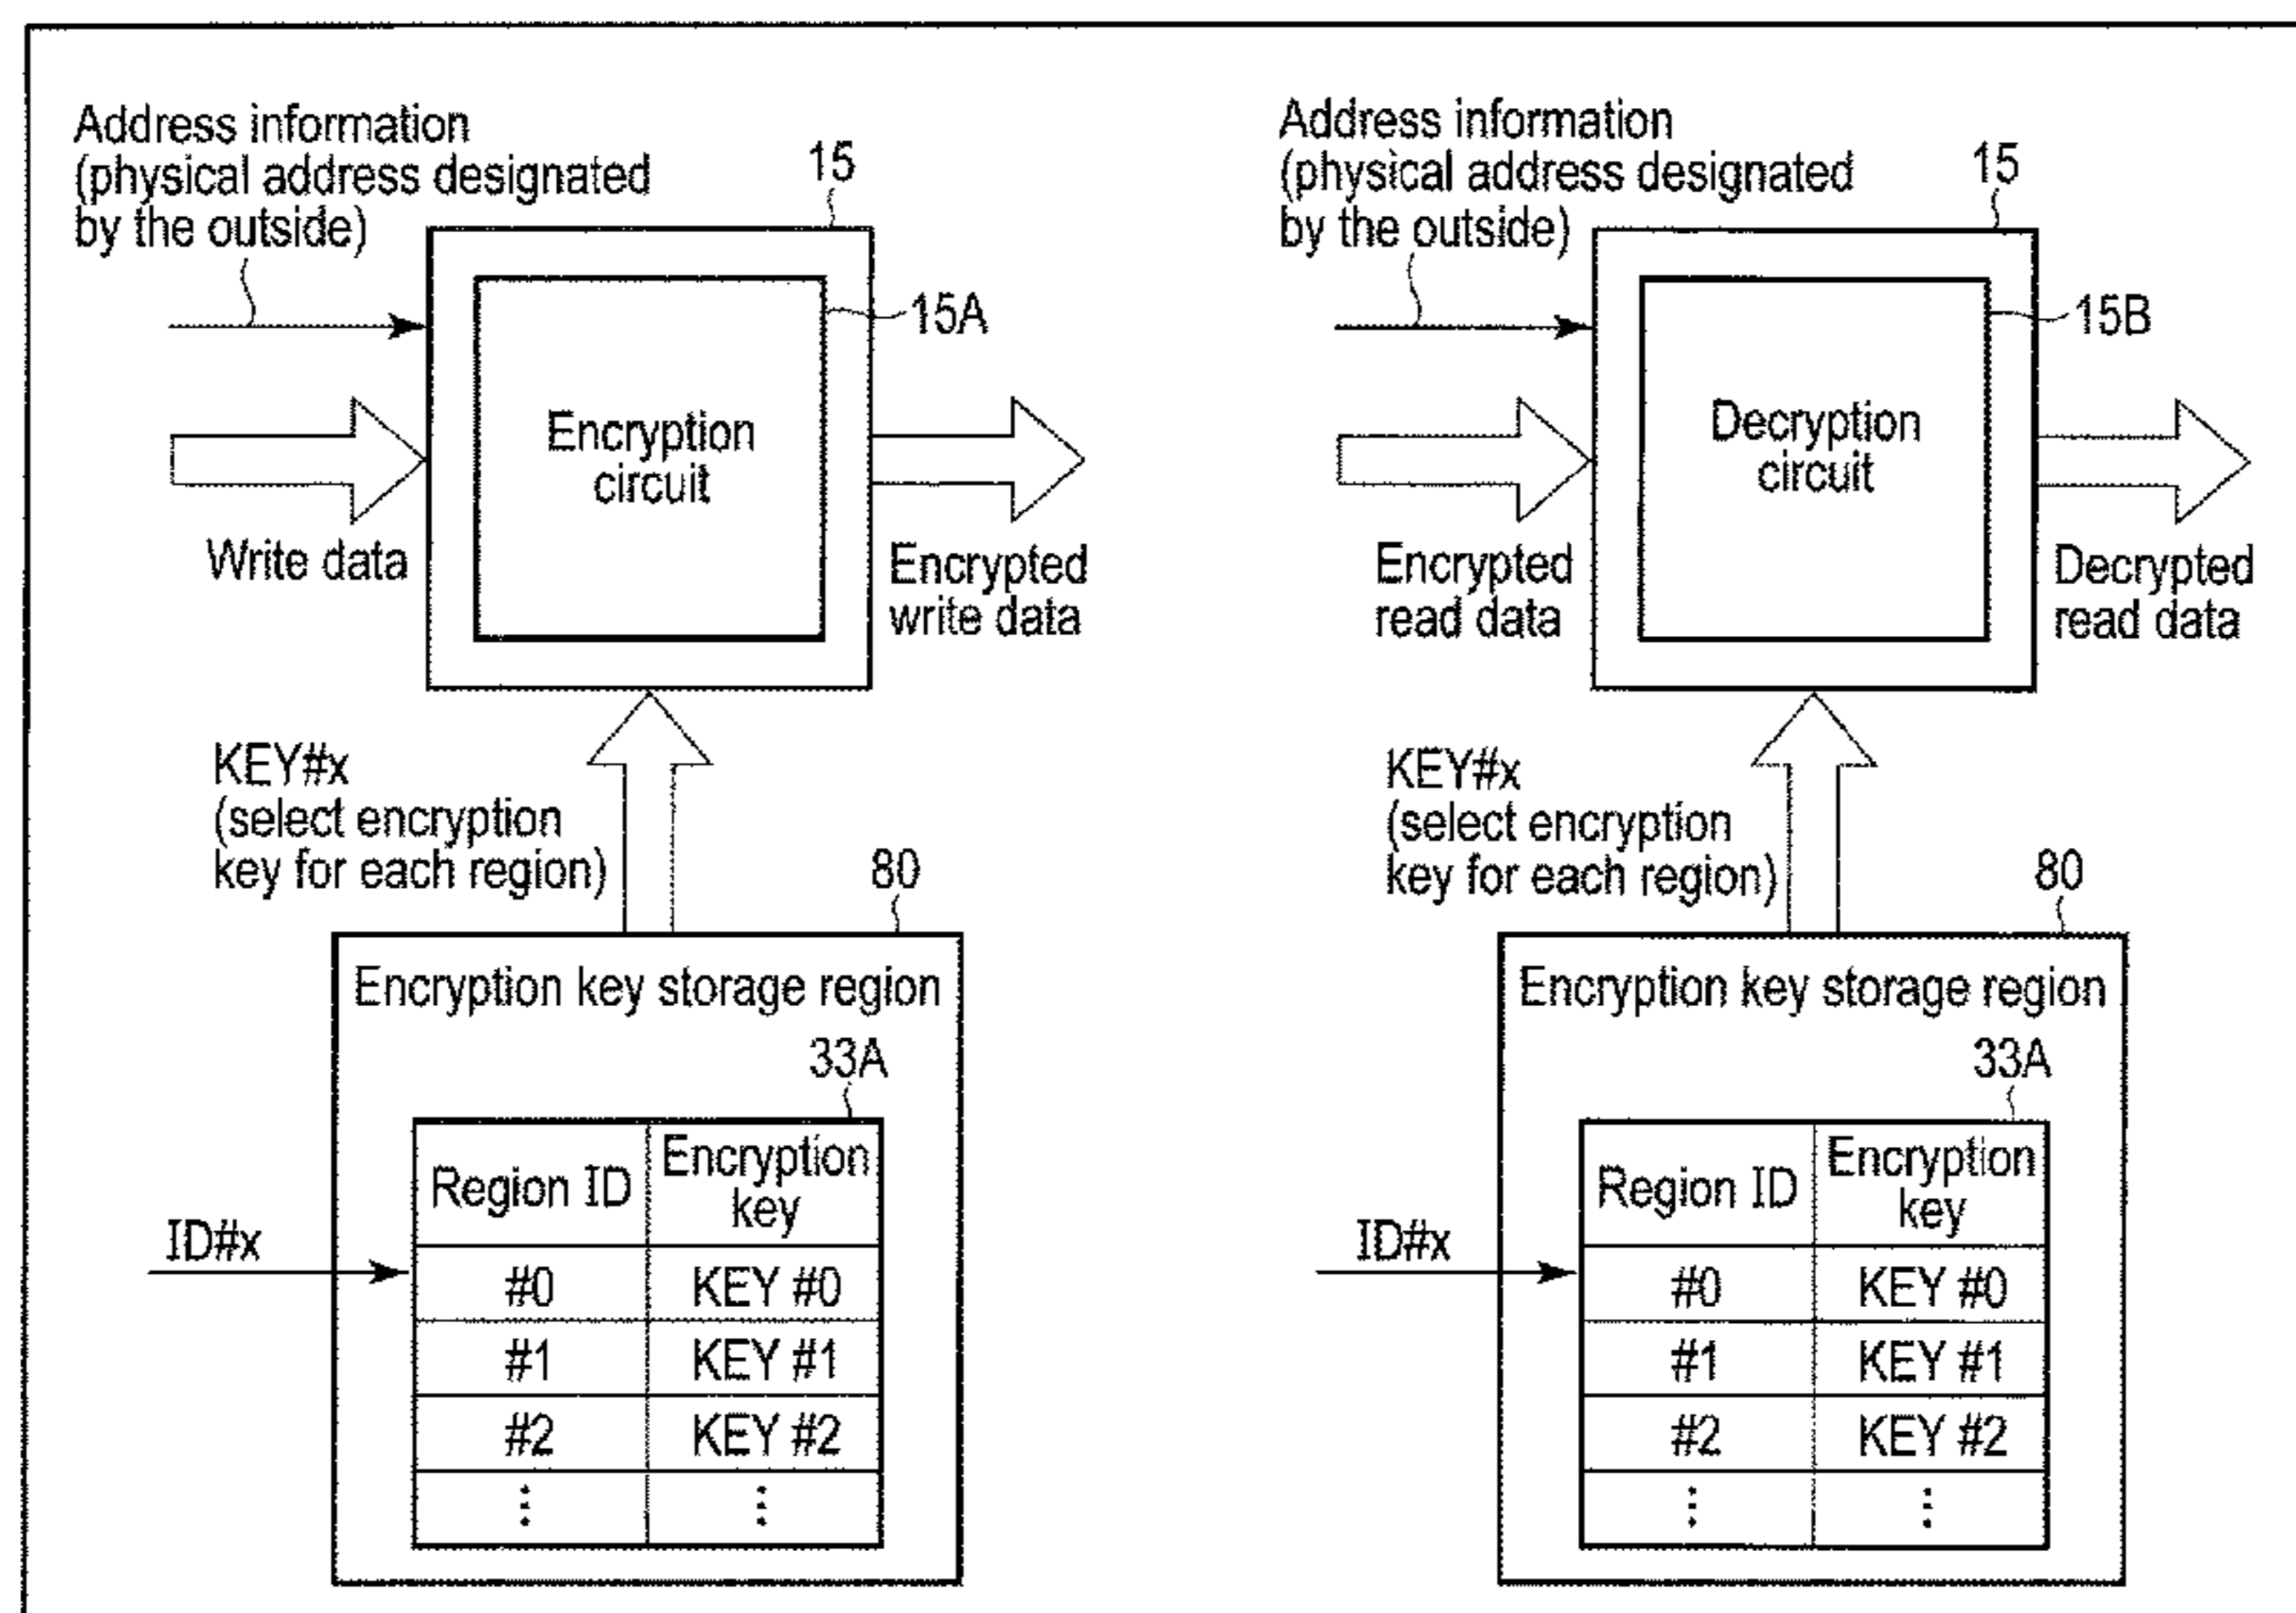 Address information
(physical address designated
by the outside)
15
15A
Encryption
circuit
Write data
Encrypted
write data
KEY#x
(select encryption
key for each region)
80
Encryption key storage region
33A
Region ID
Encryption
key
ID#x
#0
KEY #0
#1
KEY #1
#2
KEY #2
⋮
⋮
Address information
(physical address designated
by the outside)
15
15B
Decryption
circuit
Encrypted
read data
Decrypted
read data
KEY#x
(select encryption
key for each region)
80
Encryption key storage region
33A
Region ID
Encryption
key
ID#x
#0
KEY #0
#1
KEY #1
#2
KEY #2
⋮
⋮